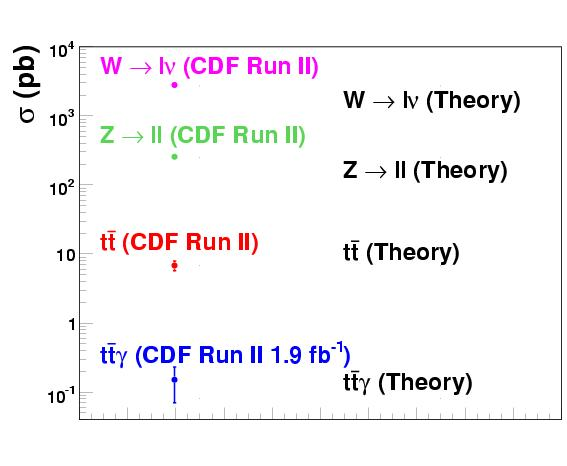 σ (pb)
10⁴
10³
10²
10
1
10⁻¹
W → lν (CDF Run II)
W → lν (Theory)
Z → ll (CDF Run II)
Z → ll (Theory)
tt̄ (CDF Run II)
tt̄ (Theory)
tt̄γ (CDF Run II 1.9 fb⁻¹)
tt̄γ (Theory)